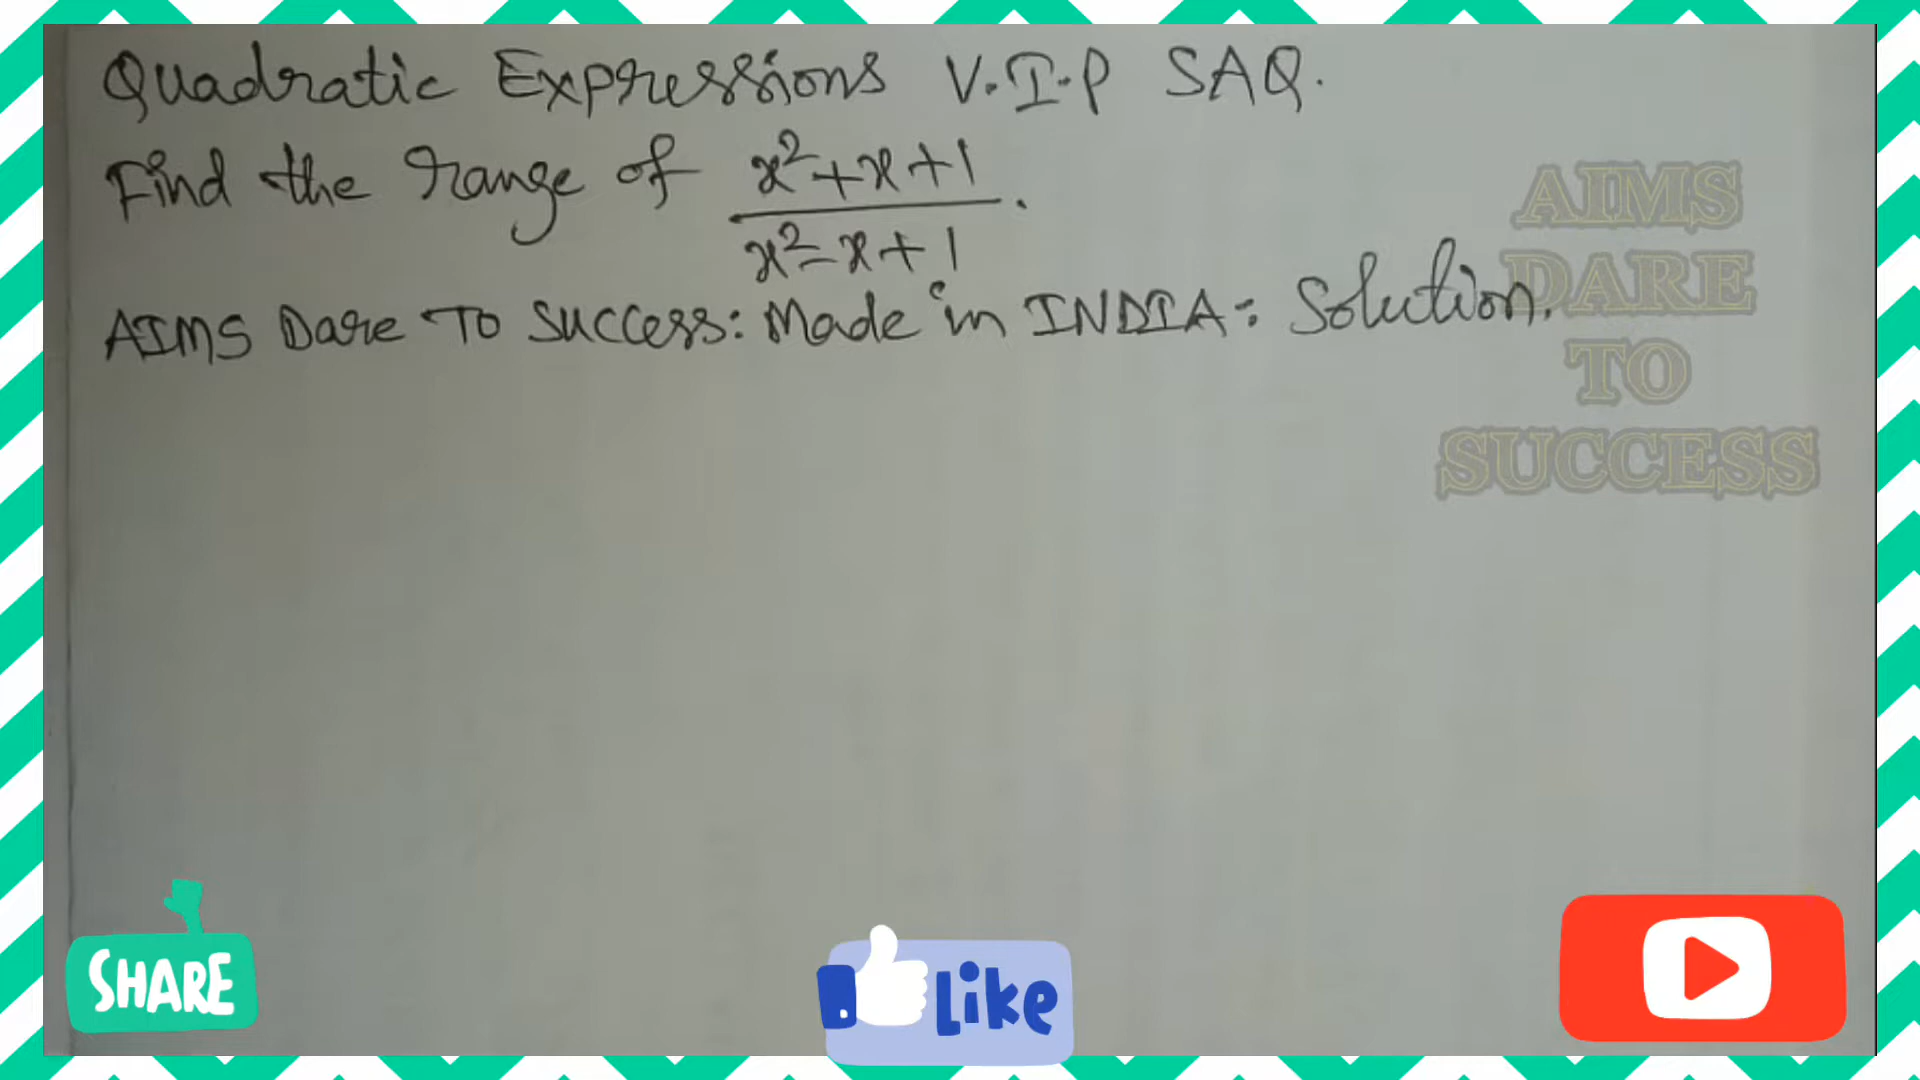 Quadratic Expressions V.I.P SAQ.
Find the range of x²+x+1
x²-x+1 .
AIMS Dare To Success: Made in INDIA: Solution.
AIMS
DARE
TO
SUCCESS
SHARE
Like